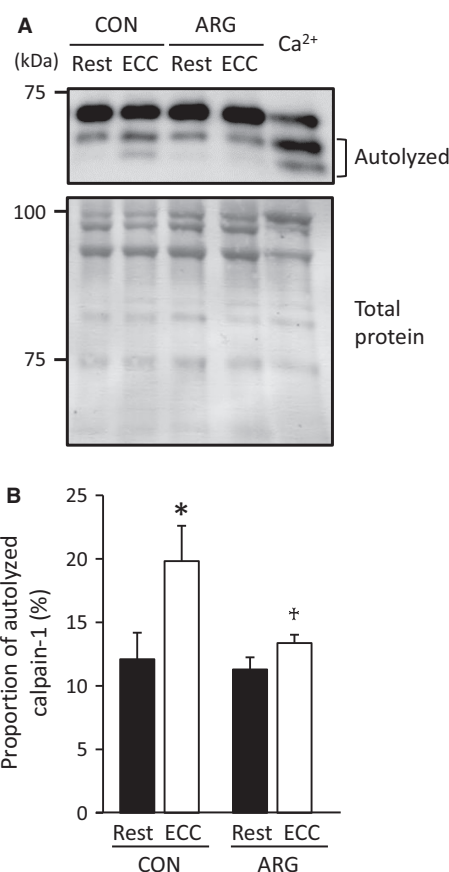 A
CON ARG Ca²⁺
(kDa) Rest ECC Rest ECC
75
Autolyzed
100
Total
protein
75
B
Proportion of autolyzed
calpain-1 (%)
25
20
15
10
5
0
*
†
Rest ECC Rest ECC
CON ARG